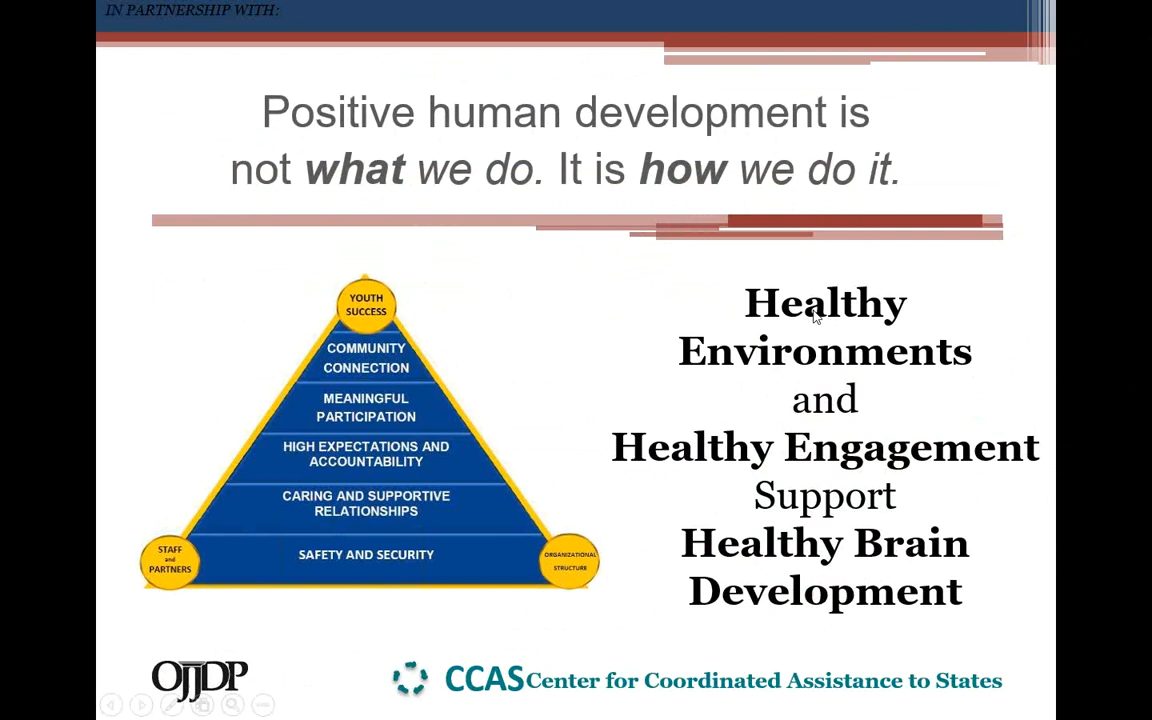 IN PARTNERSHIP WITH:
Positive human development is
not what we do. It is how we do it.
YOUTH
SUCCESS
COMMUNITY
CONNECTION
MEANINGFUL
PARTICIPATION
HIGH EXPECTATIONS AND
ACCOUNTABILITY
CARING AND SUPPORTIVE
RELATIONSHIPS
SAFETY AND SECURITY
STAFF
and
PARTNERS
ORGANIZATIONAL
STRUCTURE
Healthy
Environments
and
Healthy Engagement
Support
Healthy Brain
Development
OJJDP
CCAS Center for Coordinated Assistance to States